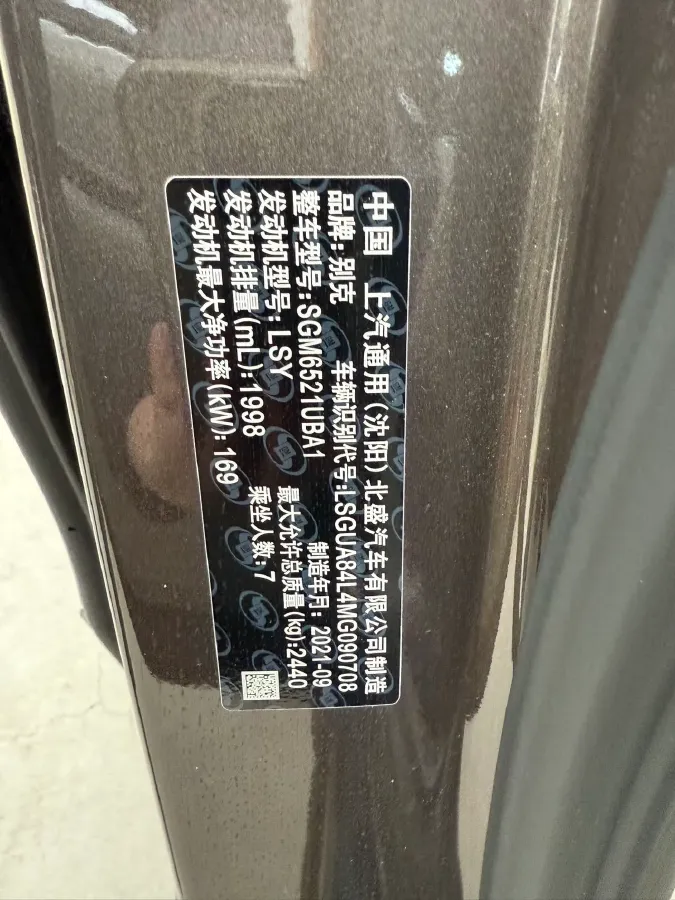 中国 上汽通用(沈阳)北盛汽车有限公司制造
品牌:别克 车辆识别代号:LSGUA84L4MG090708
整车型号:SGM6521UBA1 制造年月:2021-09
发动机型号:LSY 最大允许总质量(kg):2440
发动机排量(mL):1998 乘坐人数:7
发动机最大净功率(kW):169